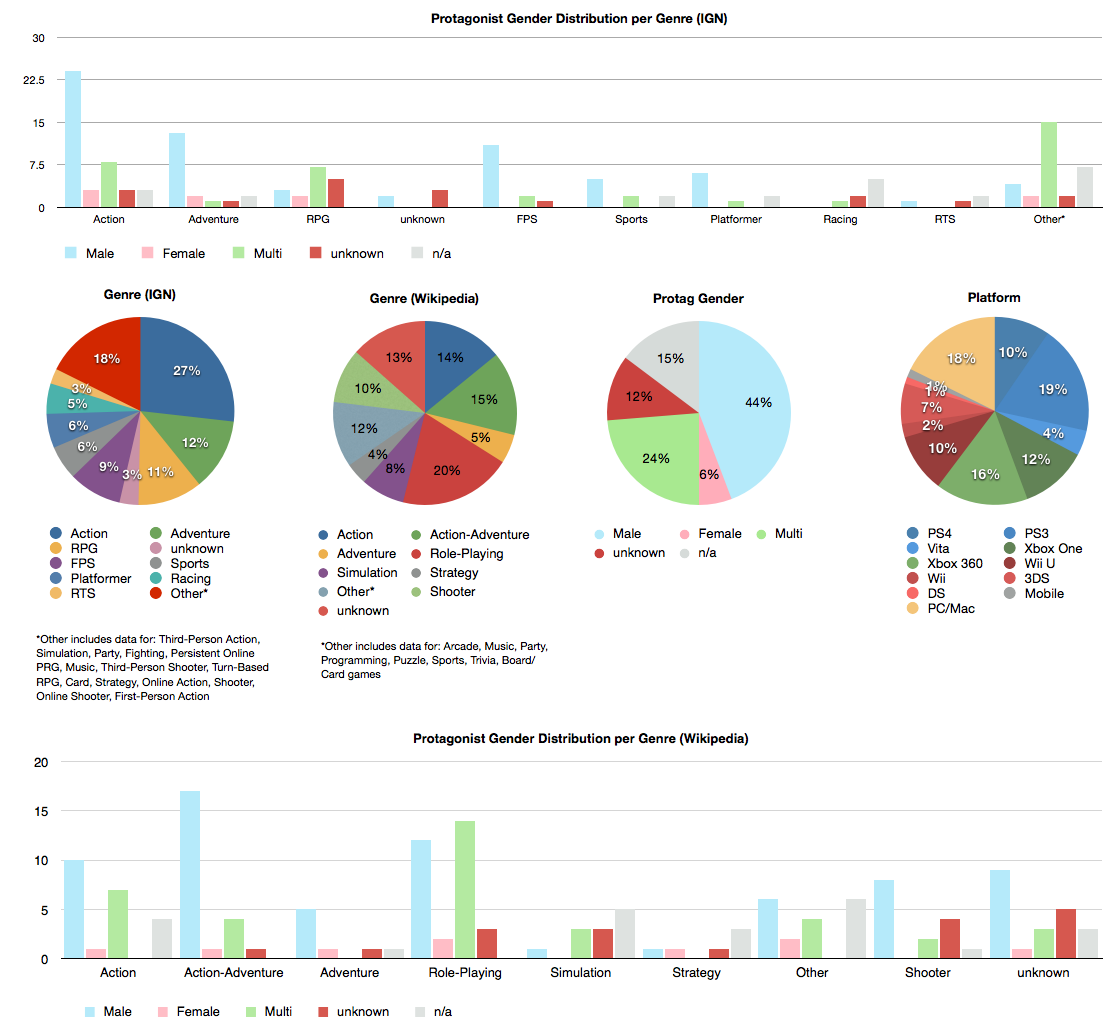 Protagonist Gender Distribution per Genre (IGN)
30
22.5
15
7.5
0
Action Adventure RPG unknown FPS Sports Platformer Racing RTS Other*
Male Female Multi unknown n/a
Genre (IGN)
27%
12%
11%
3%
9%
6%
6%
5%
3%
18%
Action Adventure
RPG unknown
FPS Sports
Platformer Racing
RTS Other*
*Other includes data for: Third-Person Action,
Simulation, Party, Fighting, Persistent Online
PRG, Music, Third-Person Shooter, Turn-Based
RPG, Card, Strategy, Online Action, Shooter,
Online Shooter, First-Person Action
Genre (Wikipedia)
14%
15%
5%
20%
8%
4%
12%
10%
13%
Action Action-Adventure
Adventure Role-Playing
Simulation Strategy
Other* Shooter
unknown
*Other includes data for: Arcade, Music, Party,
Programming, Puzzle, Sports, Trivia, Board/
Card games
Protag Gender
44%
6%
24%
12%
15%
Male Female Multi
unknown n/a
Platform
10%
19%
4%
12%
16%
10%
2%
7%
1%
1%
18%
PS4 PS3
Vita Xbox One
Xbox 360 Wii U
Wii 3DS
DS Mobile
PC/Mac
Protagonist Gender Distribution per Genre (Wikipedia)
20
15
10
5
0
Action Action-Adventure Adventure Role-Playing Simulation Strategy Other Shooter unknown
Male Female Multi unknown n/a